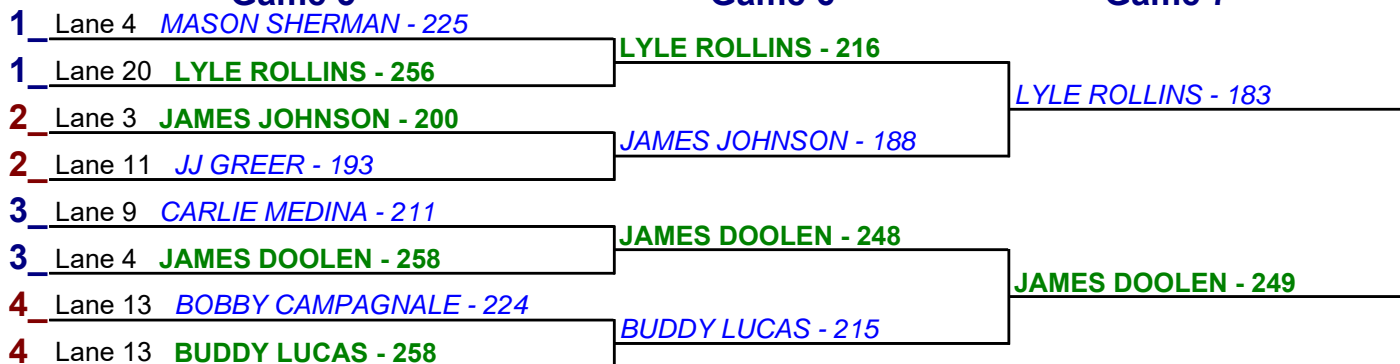 1_ Lane 4 MASON SHERMAN - 225
LYLE ROLLINS - 216
1_ Lane 20 LYLE ROLLINS - 256
LYLE ROLLINS - 183
2_ Lane 3 JAMES JOHNSON - 200
JAMES JOHNSON - 188
2_ Lane 11 JJ GREER - 193
3_ Lane 9 CARLIE MEDINA - 211
JAMES DOOLEN - 248
3_ Lane 4 JAMES DOOLEN - 258
JAMES DOOLEN - 249
4_ Lane 13 BOBBY CAMPAGNALE - 224
BUDDY LUCAS - 215
4 Lane 13 BUDDY LUCAS - 258